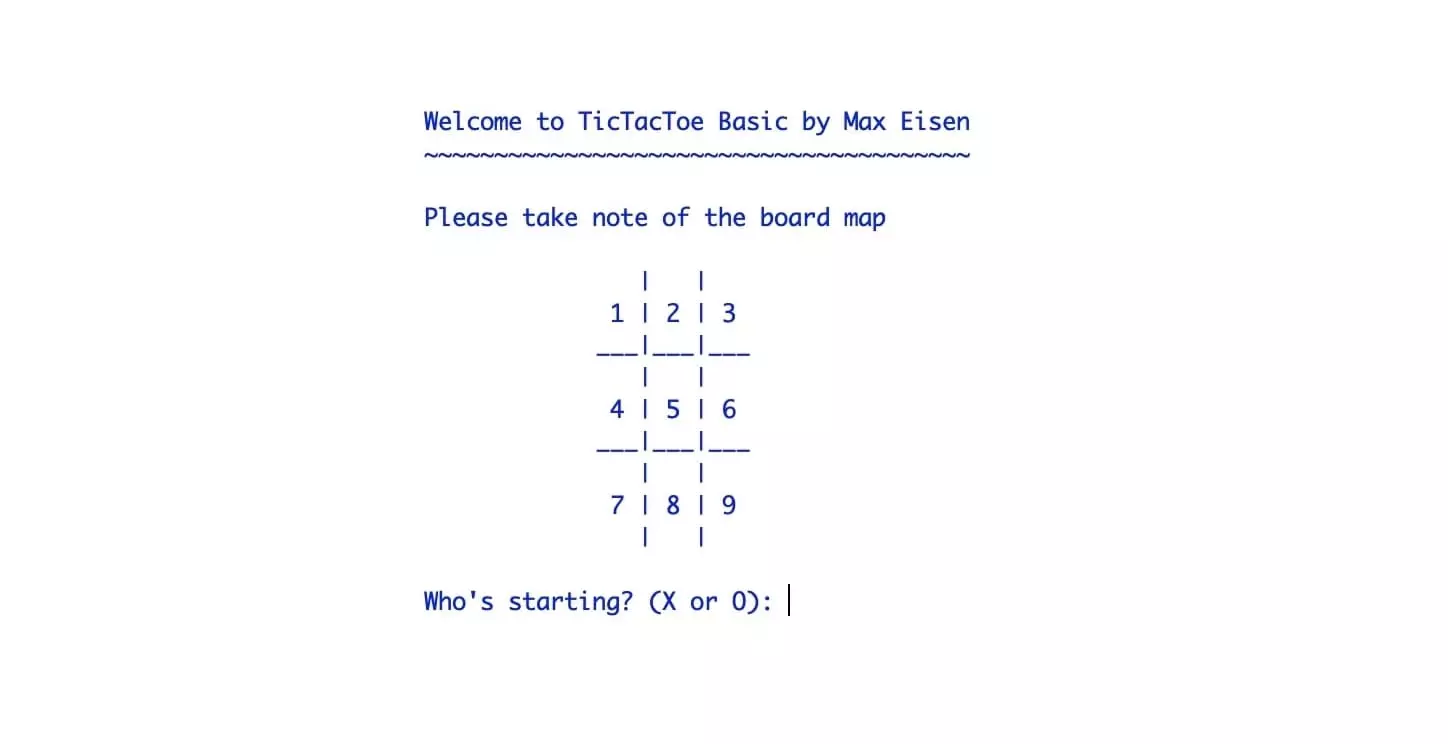 Welcome to TicTacToe Basic by Max Eisen
~~~~~~~~~~~~~~~~~~~~~~~~~~~~~~~~~~~~~~~
Please take note of the board map
   |   |
 1 | 2 | 3
___|___|___
   |   |
 4 | 5 | 6
___|___|___
   |   |
 7 | 8 | 9
   |   |
Who's starting? (X or O):